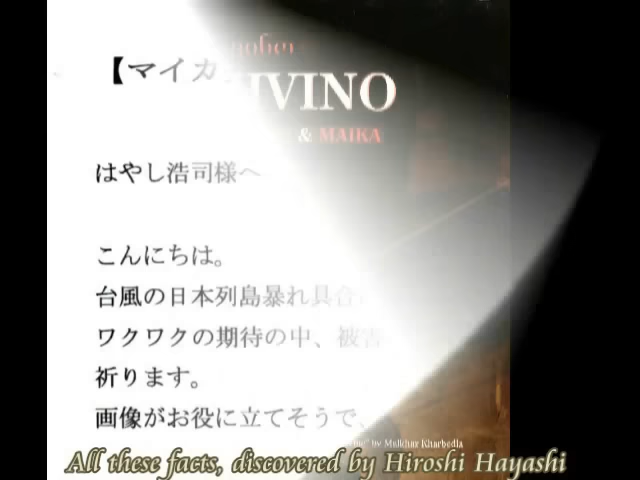 【マイカ
IVINO
& MAIKA
はやし浩司様へ
こんにちは。
台風の日本列島暴れ具合
ワクワクの期待の中、被害
祈ります。
画像がお役に立てそうで、
by Malkhaz Kharbedia
All these facts, discovered by Hiroshi Hayashi